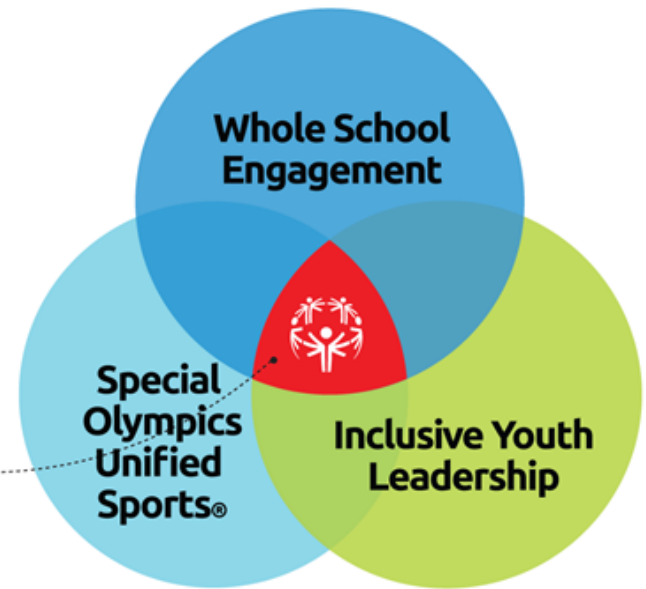 Whole School
Engagement
Special
Olympics
Unified
Sports®
Inclusive Youth
Leadership